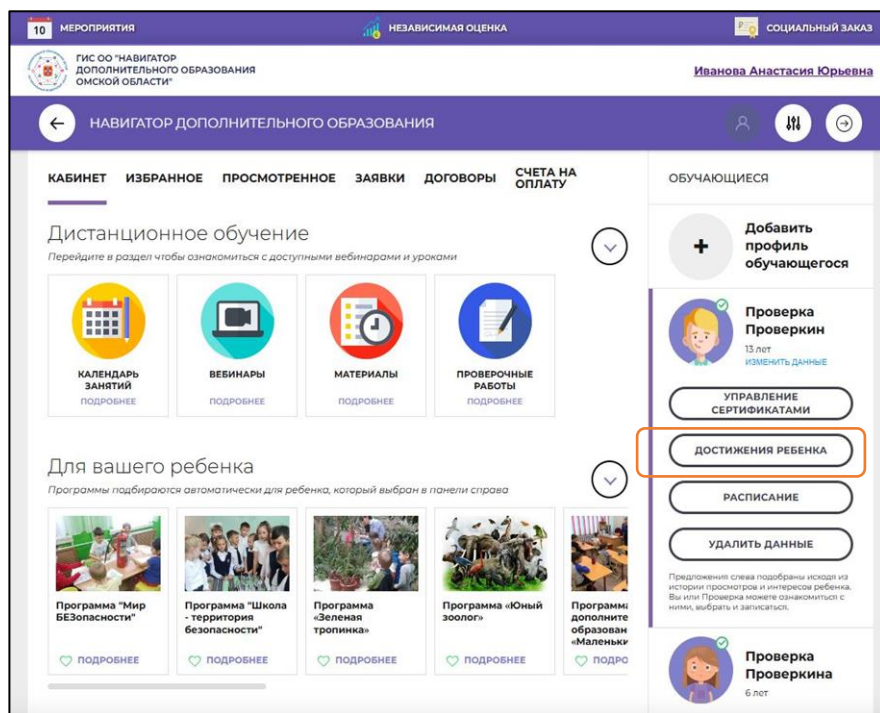 10 МЕРОПРИЯТИЯ
НЕЗАВИСИМАЯ ОЦЕНКА
СОЦИАЛЬНЫЙ ЗАКАЗ
ГИС ОО "НАВИГАТОР
ДОПОЛНИТЕЛЬНОГО ОБРАЗОВАНИЯ
ОМСКОЙ ОБЛАСТИ"
Иванова Анастасия Юрьевна
НАВИГАТОР ДОПОЛНИТЕЛЬНОГО ОБРАЗОВАНИЯ
КАБИНЕТ
ИЗБРАННОЕ
ПРОСМОТРЕННОЕ
ЗАЯВКИ
ДОГОВОРЫ
СЧЕТА НА
ОПЛАТУ
Дистанционное обучение
Перейдите в раздел чтобы ознакомиться с доступными вебинарами и уроками
КАЛЕНДАРЬ
ЗАНЯТИЙ
ПОДРОБНЕЕ
ВЕБИНАРЫ
ПОДРОБНЕЕ
МАТЕРИАЛЫ
ПОДРОБНЕЕ
ПРОВЕРОЧНЫЕ
РАБОТЫ
ПОДРОБНЕЕ
Для вашего ребенка
Программы подбираются автоматически для ребенка, который выбран в панели справа
Программа "Мир
БЕЗопасности"
ПОДРОБНЕЕ
Программа "Школа
- территория
безопасности"
ПОДРОБНЕЕ
Программа
«Зеленая
тропинка»
ПОДРОБНЕЕ
Программа «Юный
зоолог»
ПОДРОБНЕЕ
Программа
дополните
образован
«Маленьки
ПОДРО
ОБУЧАЮЩИЕСЯ
+ Добавить
профиль
обучающегося
Проверка
Проверкин
13 лет
ИЗМЕНИТЬ ДАННЫЕ
УПРАВЛЕНИЕ
СЕРТИФИКАТАМИ
ДОСТИЖЕНИЯ РЕБЕНКА
РАСПИСАНИЕ
УДАЛИТЬ ДАННЫЕ
Предложения слева подобраны исходя из
истории просмотров и интересов ребенка.
Вы или Проверка можете ознакомиться с
ними, выбрать и записаться.
Проверка
Проверкина
6 лет